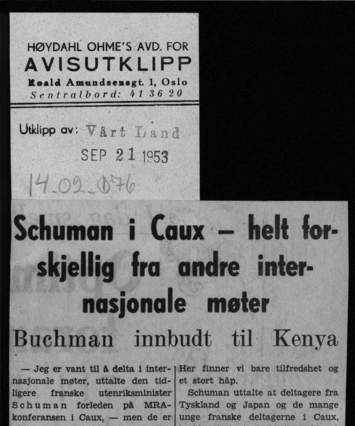 HØYDAHL OHME'S AVD. FOR
AVISUTKLIPP
Roald Amundsensgt. 1, Oslo
Sentralbord: 41 36 20
Utklipp av: Vårt Land
SEP 21 1953
14-02-076
Schuman i Caux – helt for-
skjellig fra andre inter-
nasjonale møter
Buchman innbudt til Kenya
— Jeg er vant til å delta i inter-
nasjonale møter, uttalte den tid-
ligere franske utenriksminister
Schuman forleden på MRA-
konferansen i Caux, — men de er
Her finner vi bare tilfredshet og
et stort håp.
Schuman uttalte at deltagere fra
Tyskland og Japan og de mange
unge franske deltagerne i Caux,